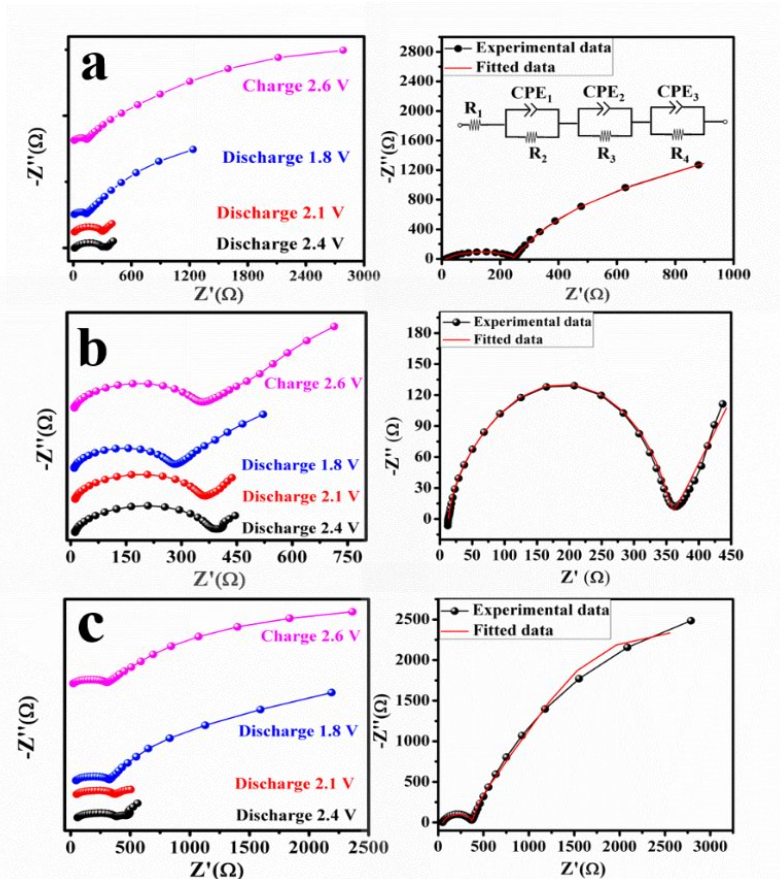 a
Charge 2.6 V
Discharge 1.8 V
Discharge 2.1 V
Discharge 2.4 V
-Z''(Ω)
0 600 1200 1800 2400 3000
Z'(Ω)
Experimental data
Fitted data
R1 CPE1 R2 CPE2 R3 CPE3 R4
-Z''(Ω)
2800
2400
2000
1600
1200
800
400
0
0 200 400 600 800 1000
Z'(Ω)
b
Charge 2.6 V
Discharge 1.8 V
Discharge 2.1 V
Discharge 2.4 V
-Z''(Ω)
0 150 300 450 600 750
Z'(Ω)
Experimental data
Fitted data
-Z'' (Ω)
180
150
120
90
60
30
0
0 50 100 150 200 250 300 350 400 450
Z' (Ω)
c
Charge 2.6 V
Discharge 1.8 V
Discharge 2.1 V
Discharge 2.4 V
-Z''(Ω)
0 500 1000 1500 2000 2500
Z'(Ω)
Experimental data
Fitted data
-Z''(Ω)
2500
2000
1500
1000
500
0
0 500 1000 1500 2000 2500 3000
Z'(Ω)